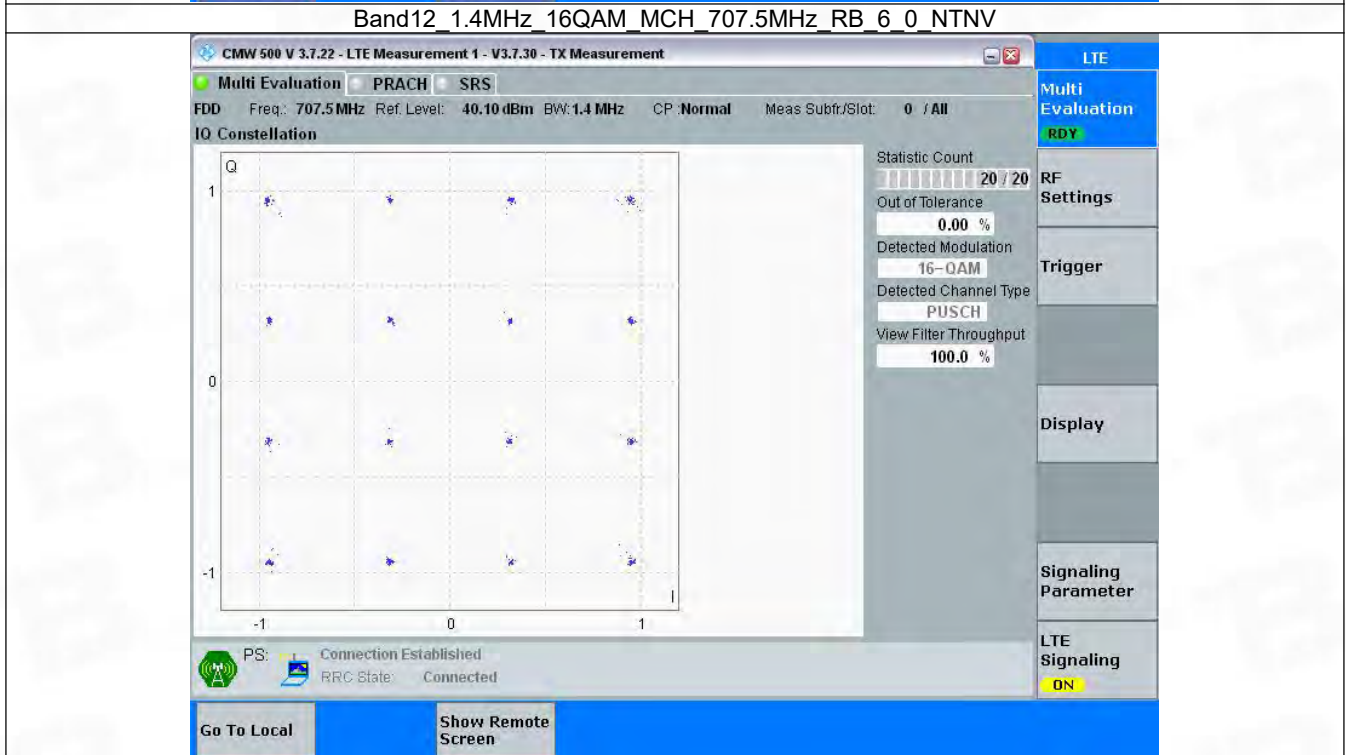 Band12_1.4MHz_16QAM_MCH_707.5MHz_RB_6_0_NTNV
CMW 500 V 3.7.22 - LTE Measurement 1 - V3.7.30 - TX Measurement
LTE
Multi Evaluation PRACH SRS
Multi
Evaluation
RDY
FDD Freq.: 707.5 MHz Ref. Level: 40.10 dBm BW: 1.4 MHz CP :Normal Meas Subfr./Slot: 0 / All
IQ Constellation
Q
1
0
-1
I
-1 0 1
Statistic Count
20 / 20
Out of Tolerance
0.00 %
Detected Modulation
16-QAM
Detected Channel Type
PUSCH
View Filter Throughput
100.0 %
RF
Settings
Trigger
Display
Signaling
Parameter
LTE
Signaling
ON
PS: Connection Established
RRC State: Connected
Go To Local
Show Remote
Screen